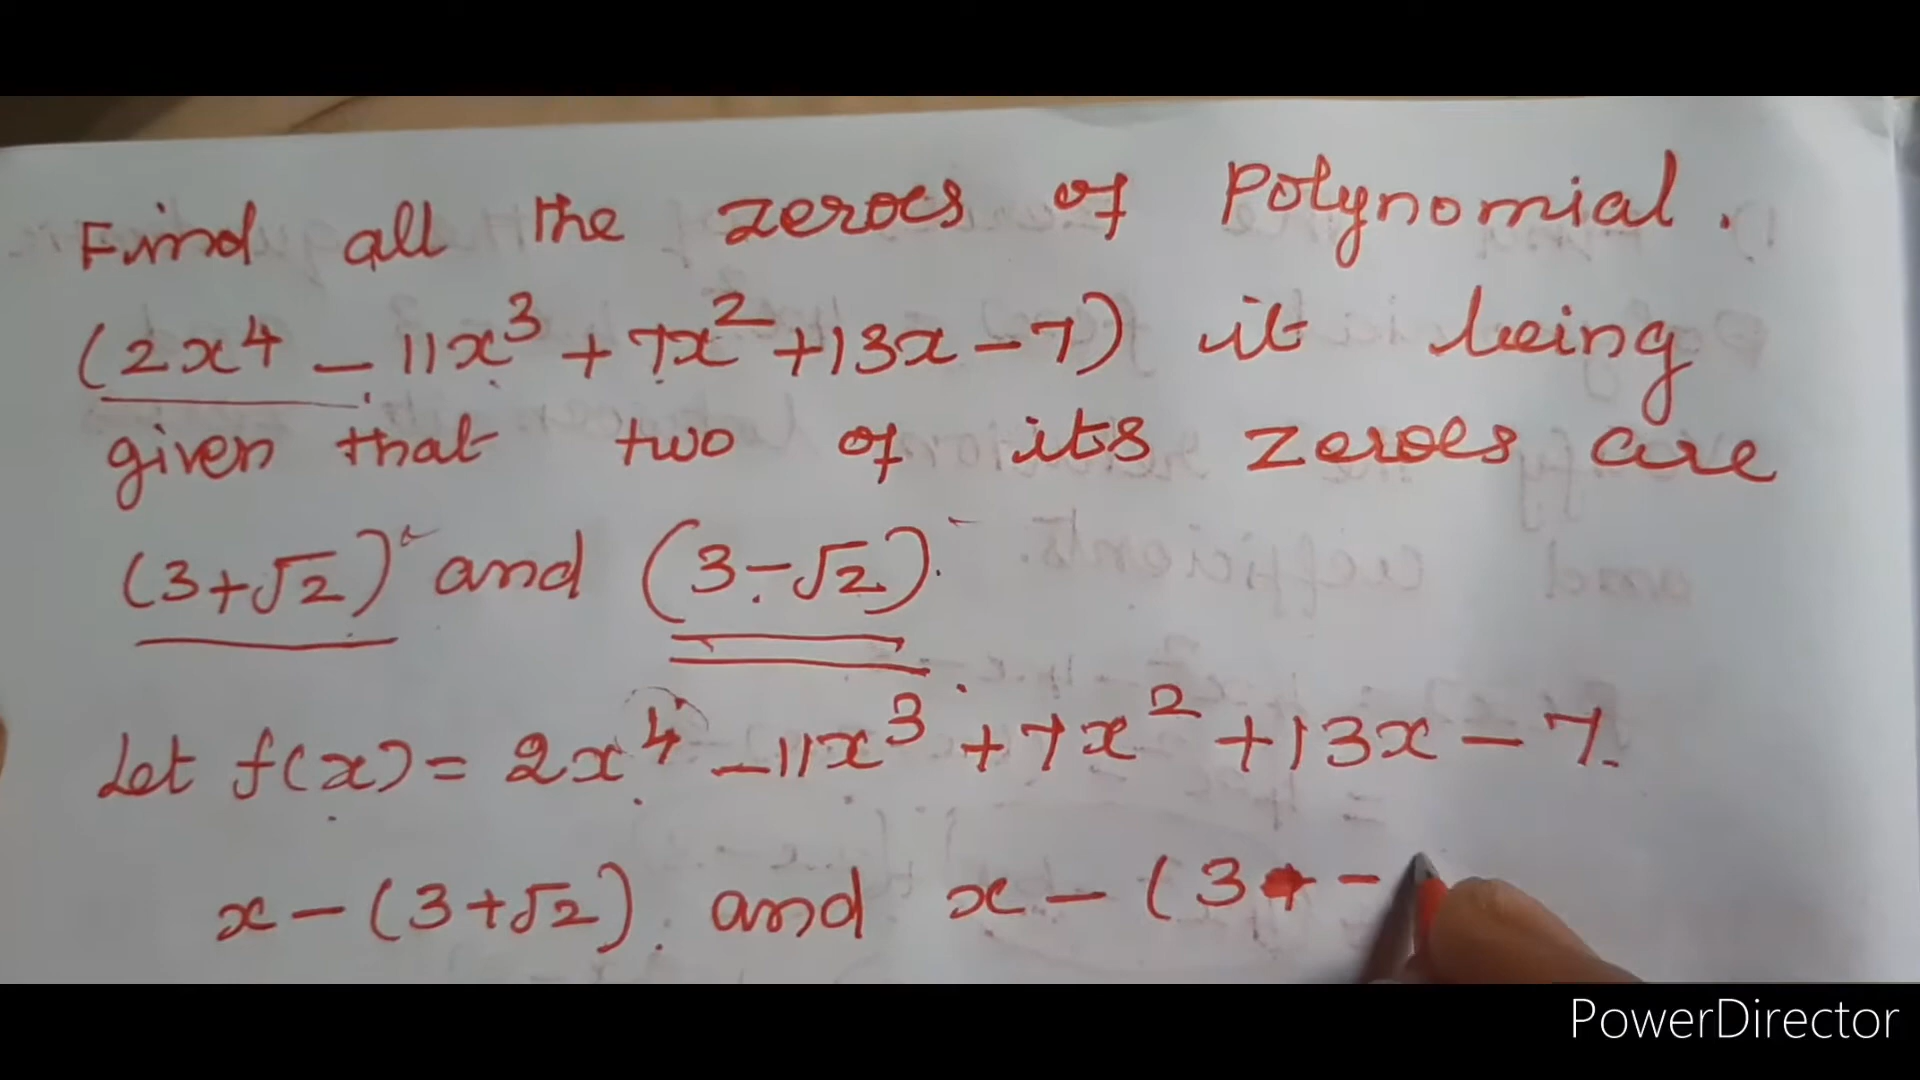 Find all the zeroes of Polynomial.
(2x⁴ - 11x³ + 7x² + 13x - 7) it being
given that two of its zeroes are
(3+√2) and (3-√2).
Let f(x) = 2x⁴ - 11x³ + 7x² + 13x - 7.
x - (3+√2) and x - (3 -
PowerDirector